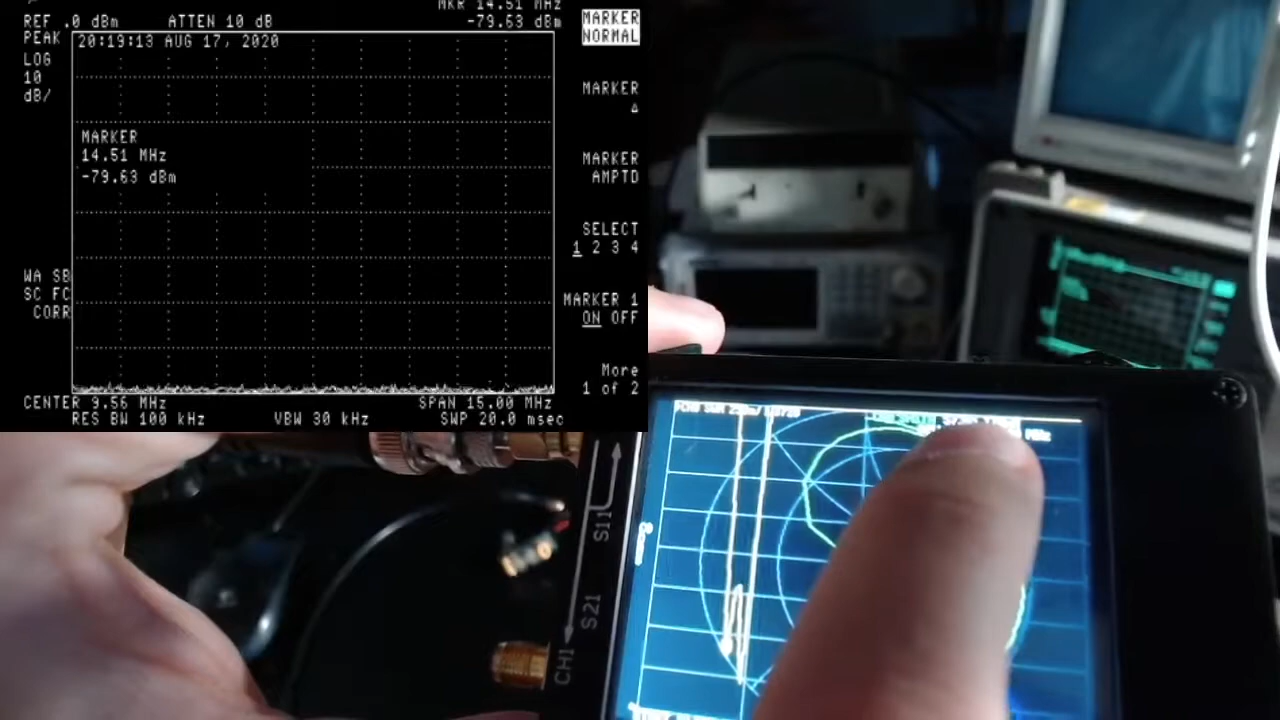 MKR 14.51 MHz
REF .0 dBm ATTEN 10 dB -79.63 dBm
PEAK
LOG
10
dB/
20:19:13 AUG 17, 2020
MARKER
14.51 MHz
-79.63 dBm
WA SB
SC FC
CORR
CENTER 9.56 MHz SPAN 15.00 MHz
RES BW 100 kHz VBW 30 kHz SWP 20.0 msec
MARKER
NORMAL
MARKER
Δ
MARKER
AMPTD
SELECT
1 2 3 4
MARKER 1
ON OFF
More
1 of 2
S11
S21
CH1